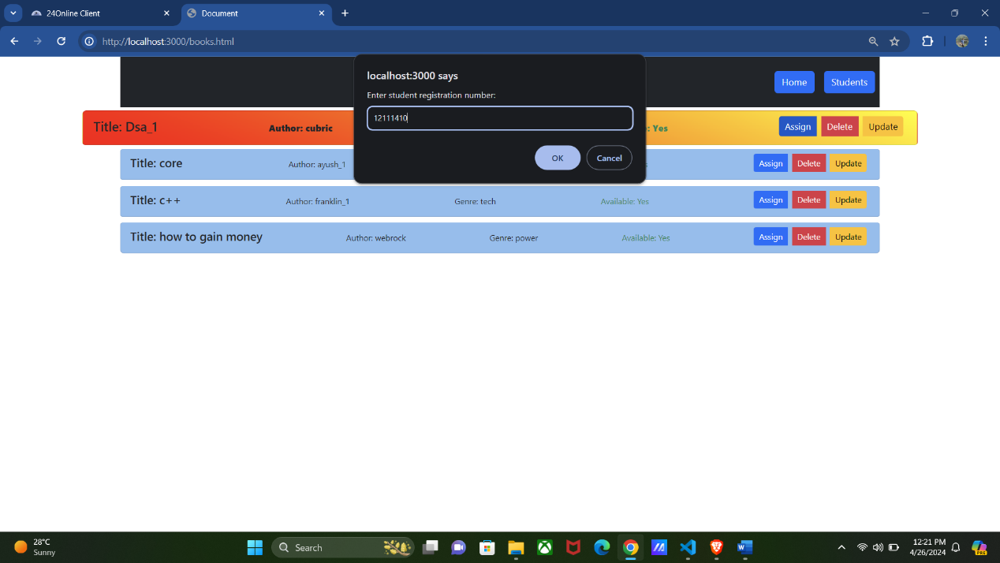 24Online Client
Document
http://localhost:3000/books.html
localhost:3000 says
Enter student registration number:
12111410
OK
Cancel
Home
Students
Title: Dsa_1
Author: cubric
: Yes
Assign
Delete
Update
Title: core
Author: ayush_1
Assign
Delete
Update
Title: c++
Author: franklin_1
Genre: tech
Available: Yes
Assign
Delete
Update
Title: how to gain money
Author: webrock
Genre: power
Available: Yes
Assign
Delete
Update
28°C
Sunny
Search
12:21 PM
4/26/2024
PRE